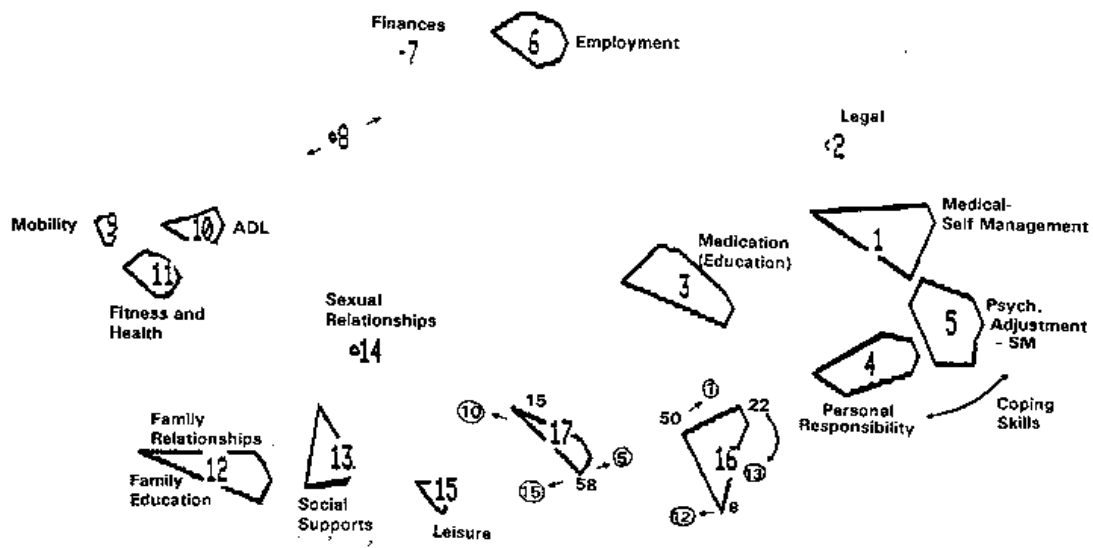 Finances
7
6
Employment
8
Legal
2
Mobility
9
10
ADL
11
Fitness and
Health
Medical-
Self Management
1
Medication
(Education)
3
Psych.
Adjustment
- SM
5
4
Personal
Responsibility
Coping
Skills
Sexual
Relationships
14
Family
Relationships
12
Family
Education
13
Social
Supports
15
Leisure
10
15
17
5
15
58
1
50
22
16
13
12
8